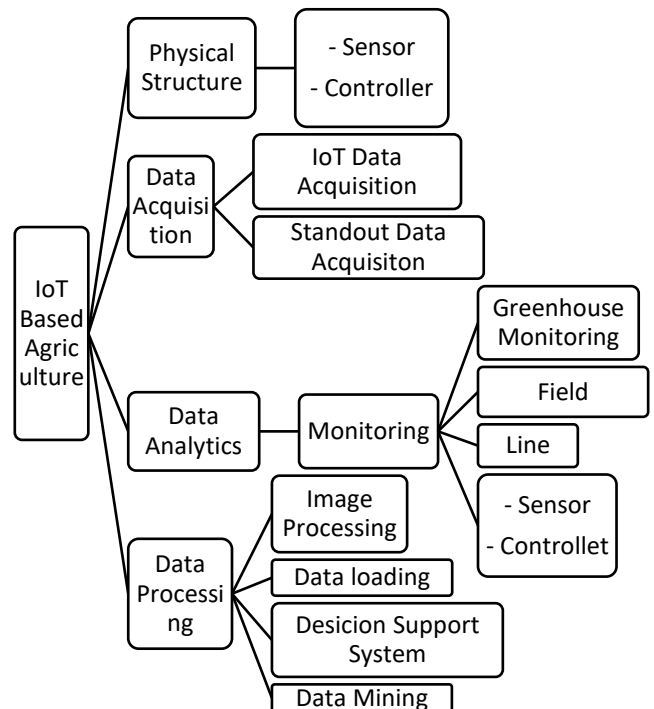 IoT
Based
Agric
ulture
Physical
Structure
- Sensor
- Controller
Data
Acquisi
tion
IoT Data
Acquisition
Standout Data
Acquisiton
Data
Analytics
Monitoring
Greenhouse
Monitoring
Field
Line
- Sensor
- Controllet
Data
Processi
ng
Image
Processing
Data loading
Desicion Support
System
Data Mining